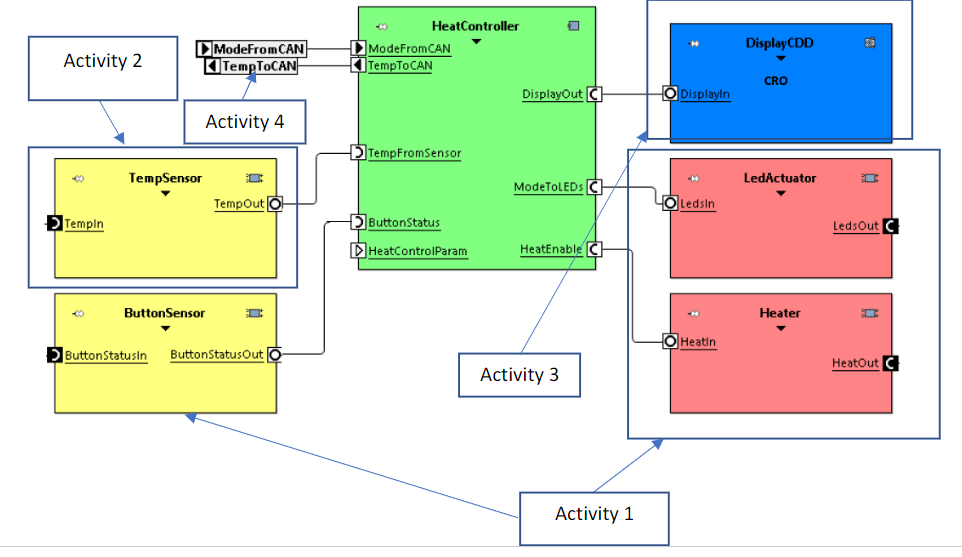 HeatController
DisplayCDD
CRO
Activity 2
ModeFromCAN
ModeFromCAN
TempToCAN
TempToCAN
DisplayOut
DisplayIn
Activity 4
TempFromSensor
TempSensor
TempOut
TempIn
ModeToLEDs
LedActuator
LedsIn
LedsOut
ButtonStatus
HeatControlParam
HeatEnable
ButtonSensor
ButtonStatusIn
ButtonStatusOut
Heater
HeatIn
HeatOut
Activity 3
Activity 1